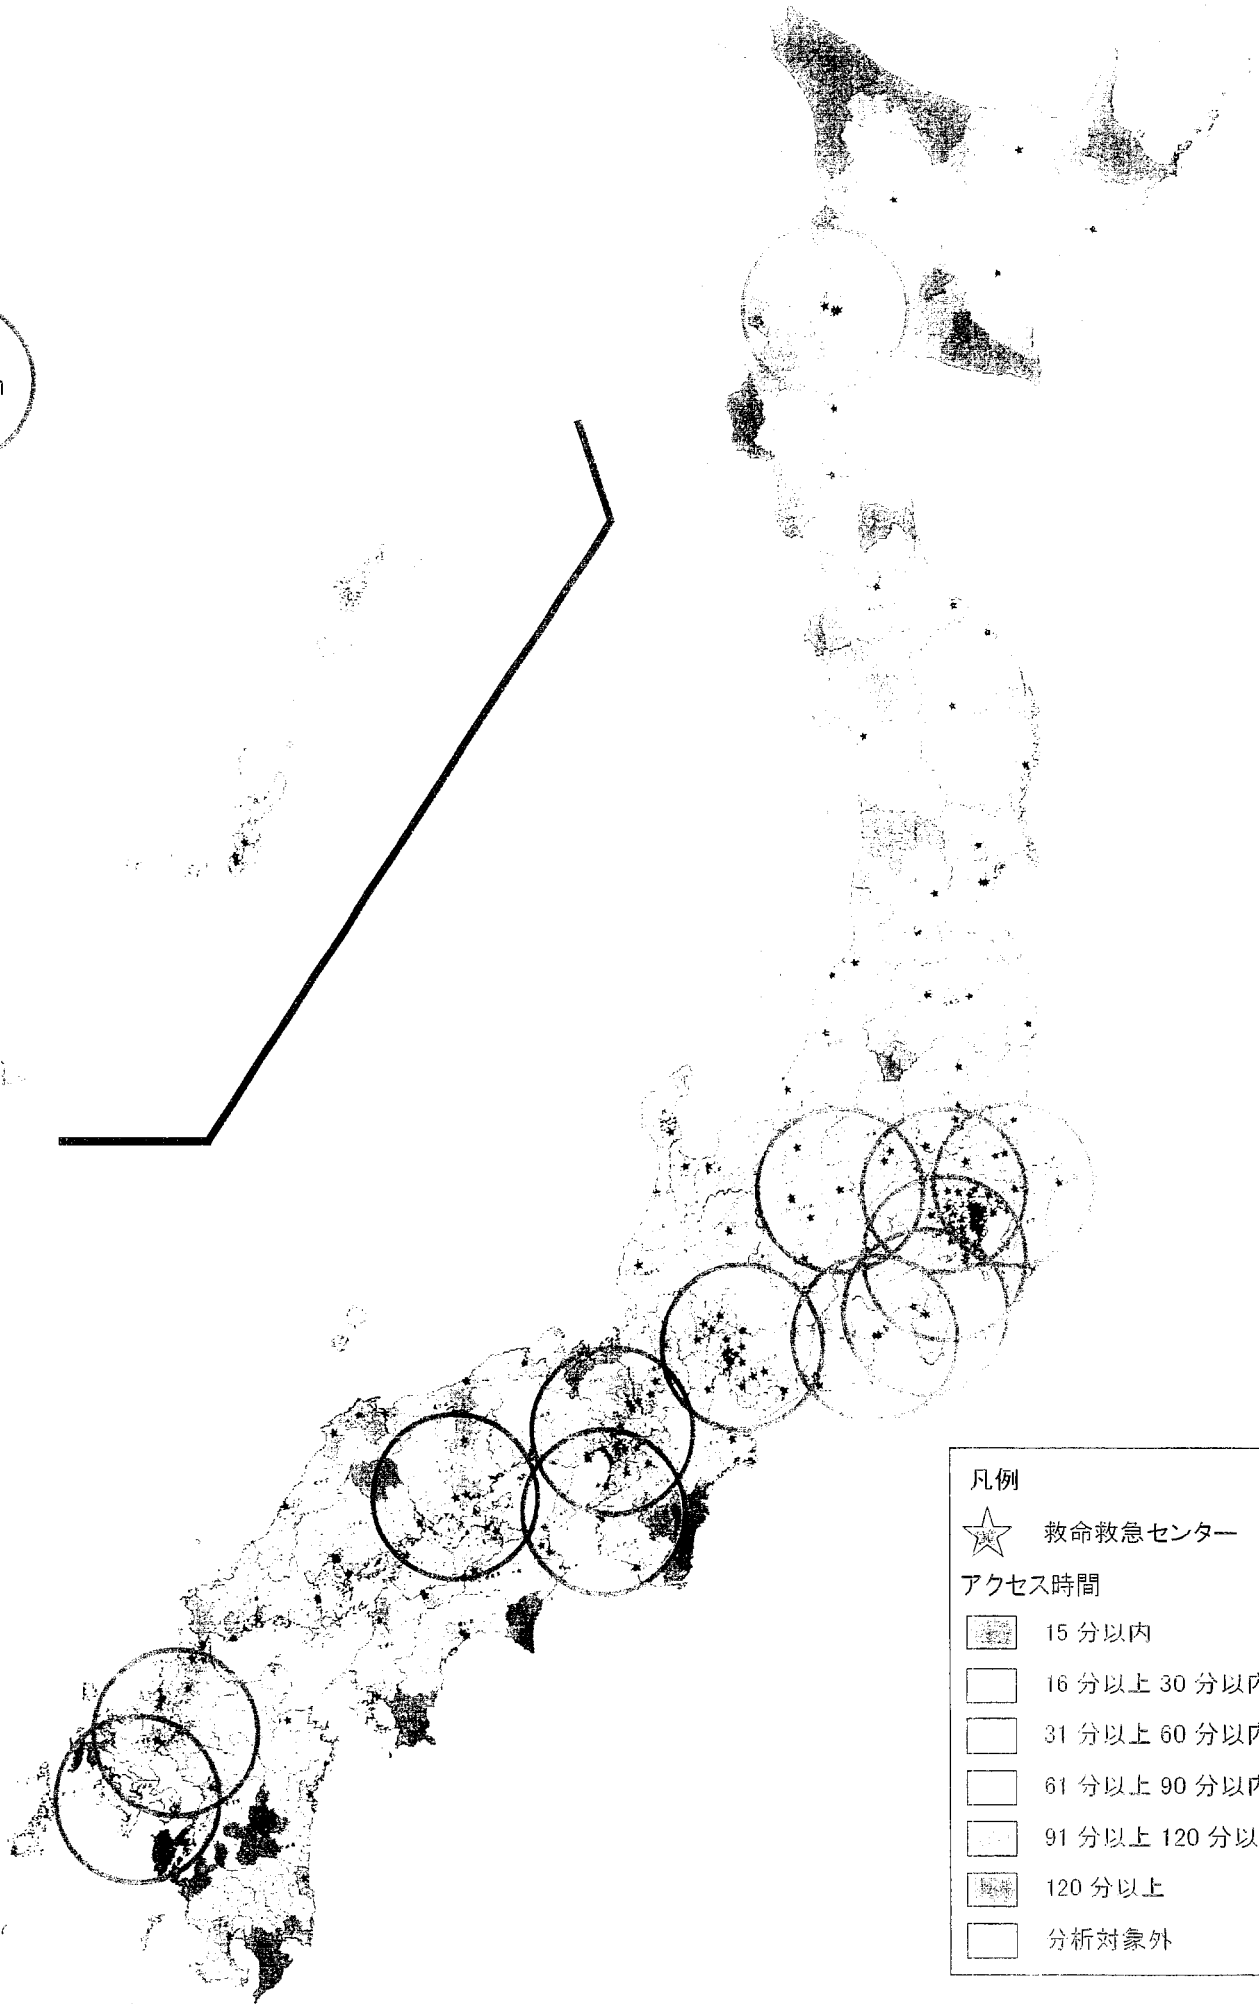 凡例
救命救急センター
アクセス時間
15 分以内
16 分以上 30 分以内
31 分以上 60 分以内
61 分以上 90 分以内
91 分以上 120 分以
120 分以上
分析対象外